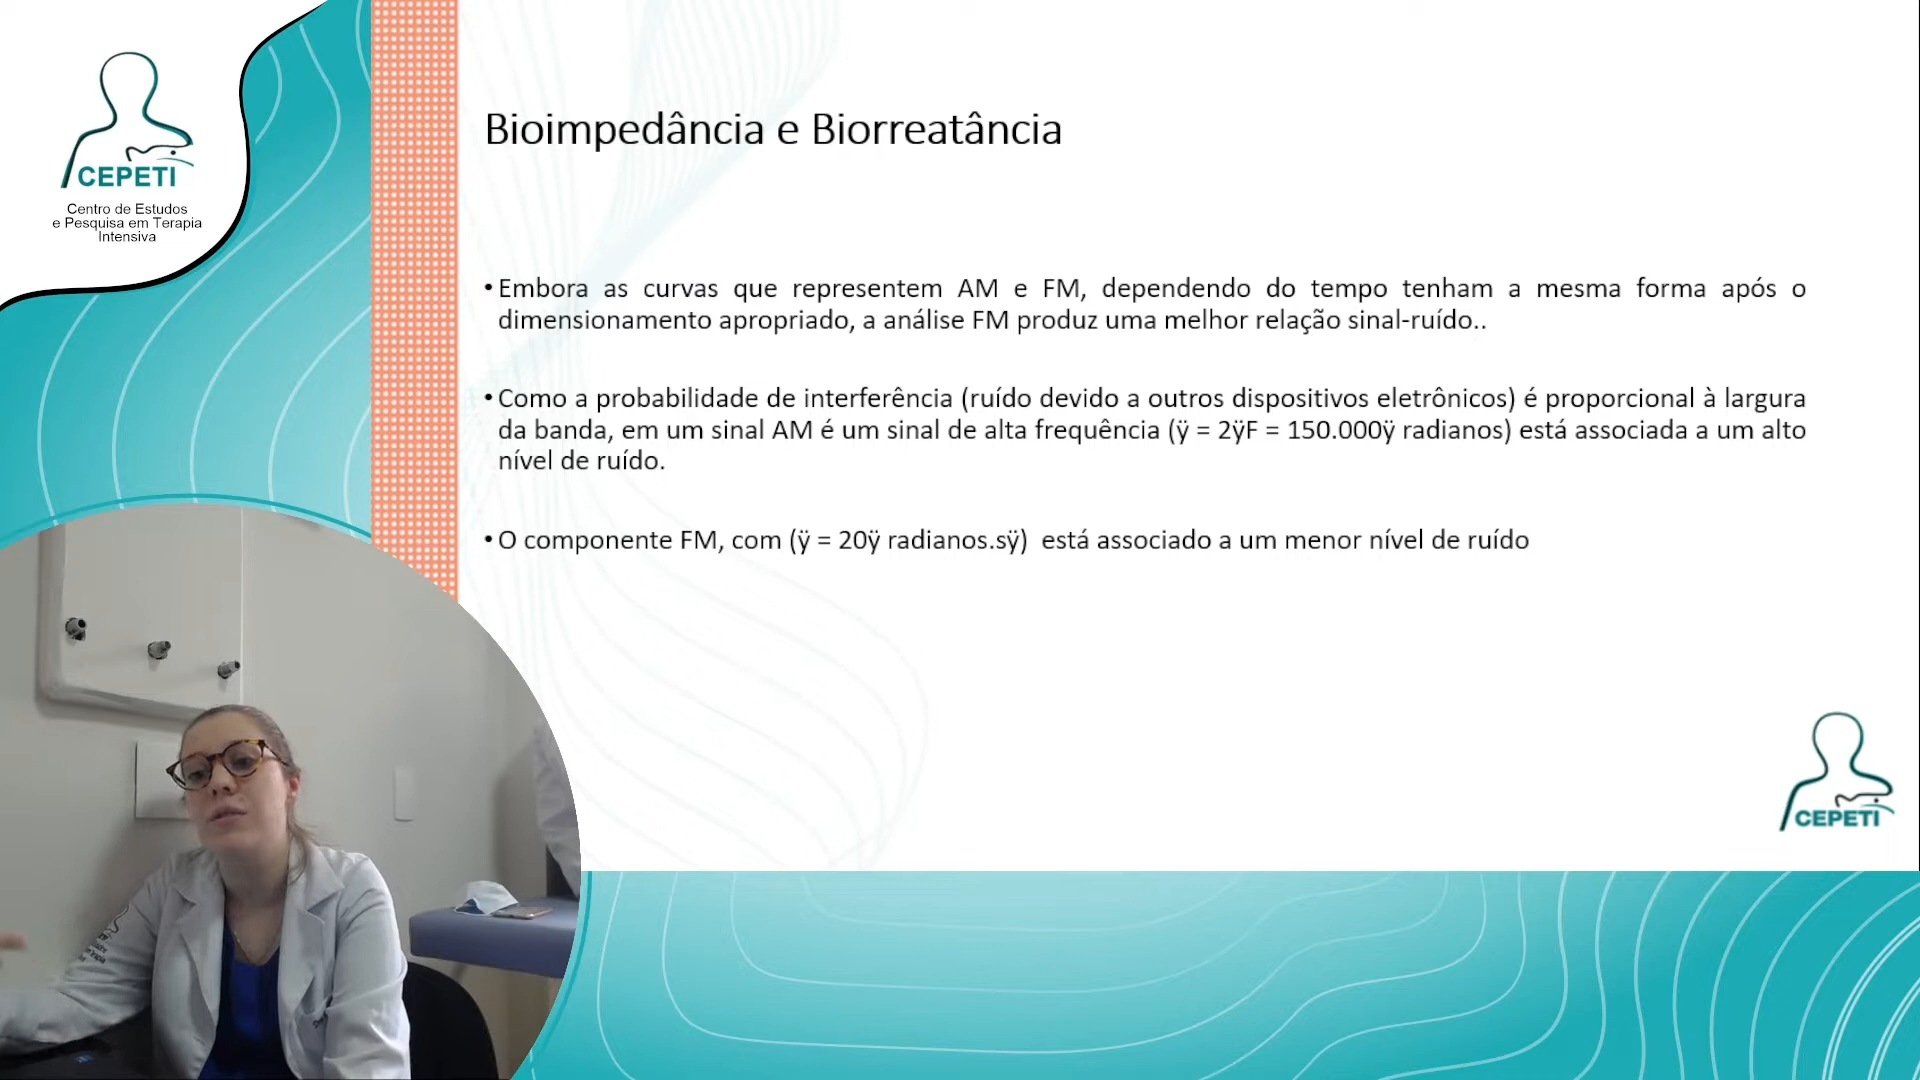 CEPETI
Centro de Estudos
e Pesquisa em Terapia
Intensiva
Bioimpedância e Biorreatância
• Embora as curvas que representem AM e FM, dependendo do tempo tenham a mesma forma após o
dimensionamento apropriado, a análise FM produz uma melhor relação sinal-ruído..
• Como a probabilidade de interferência (ruído devido a outros dispositivos eletrônicos) é proporcional à largura
da banda, em um sinal AM é um sinal de alta frequência (ÿ = 2ÿF = 150.000ÿ radianos) está associada a um alto
nível de ruído.
• O componente FM, com (ÿ = 20ÿ radianos.sÿ)  está associado a um menor nível de ruído
CEPETI